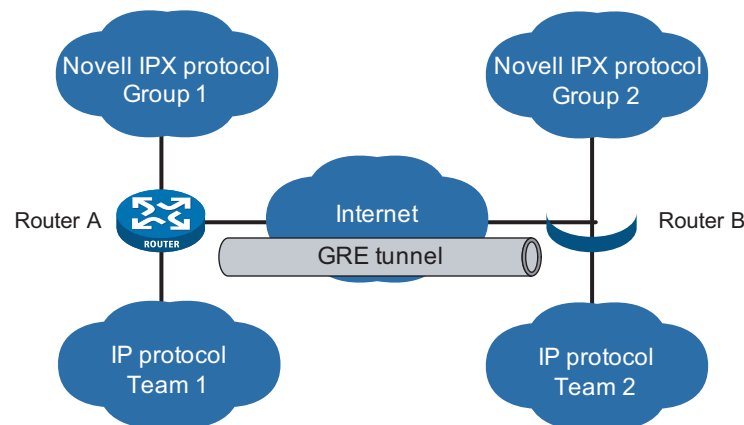 Novell IPX protocol
Group 1
Novell IPX protocol
Group 2
Router A
ROUTER
Internet
Router B
GRE tunnel
IP protocol
Team 1
IP protocol
Team 2